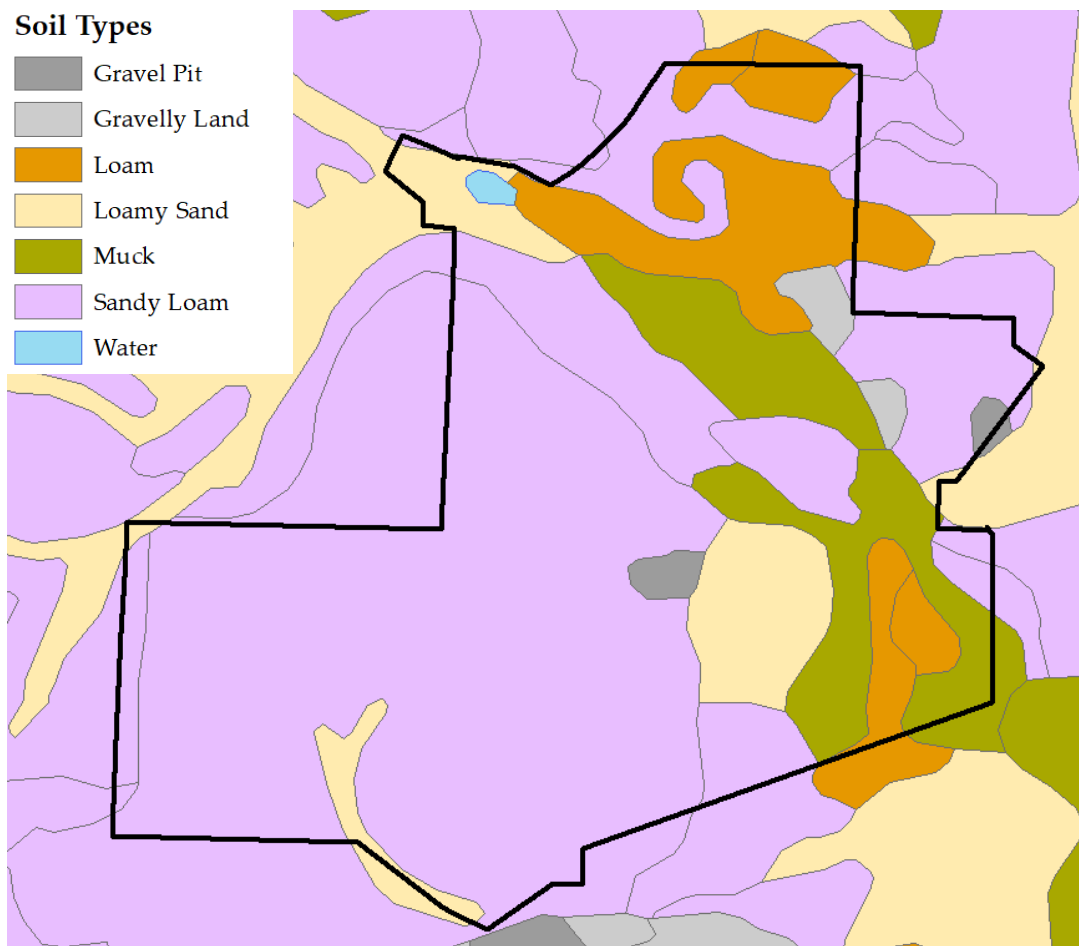 Soil Types
Gravel Pit
Gravelly Land
Loam
Loamy Sand
Muck
Sandy Loam
Water